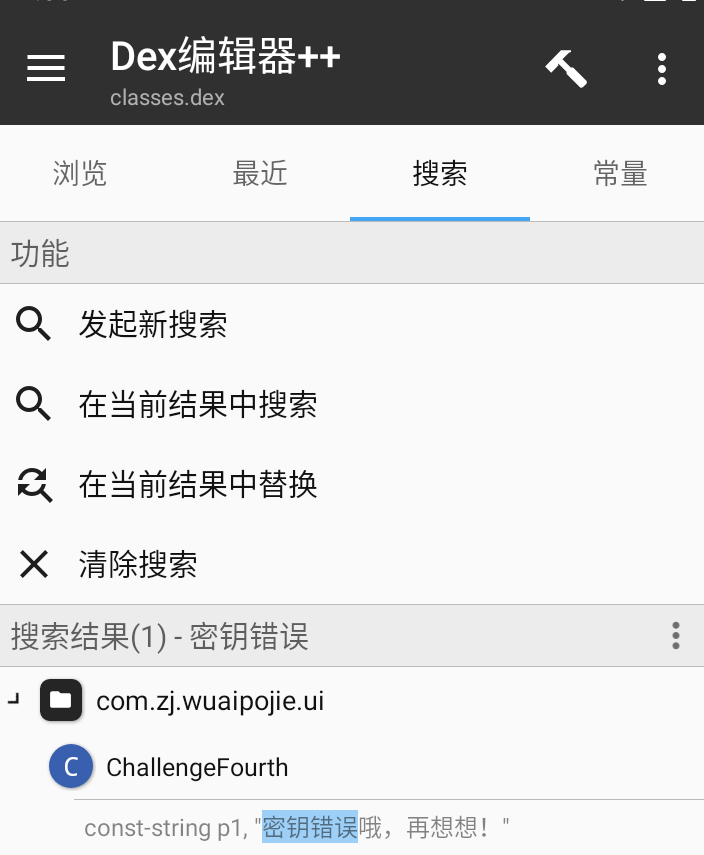 Dex编辑器++
classes.dex
浏览 最近 搜索 常量
功能
发起新搜索
在当前结果中搜索
在当前结果中替换
清除搜索
搜索结果(1) - 密钥错误
com.zj.wuaipojie.ui
C ChallengeFourth
const-string p1, "密钥错误哦，再想想！"